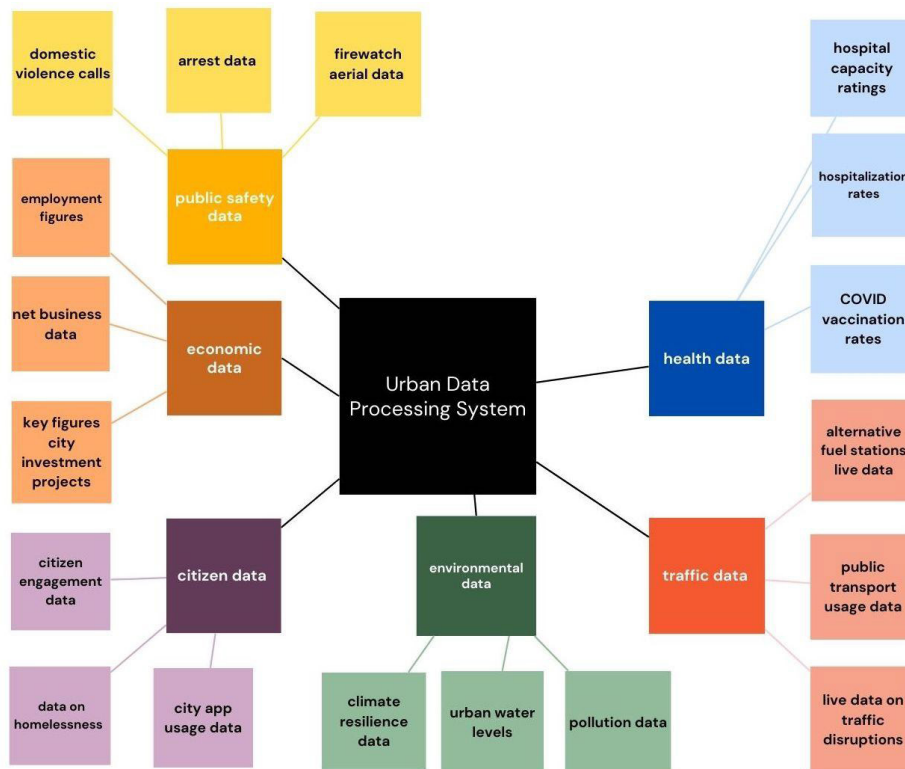 domestic
violence calls
arrest data
firewatch
aerial data
hospital
capacity
ratings
public safety
data
hospitalization
rates
employment
figures
net business
data
economic
data
COVID
vaccination
rates
health data
Urban Data
Processing System
key figures
city
investment
projects
alternative
fuel stations
live data
citizen
engagement
data
citizen data
environmental
data
traffic data
public
transport
usage data
data on
homelessness
city app
usage data
climate
resilience
data
urban water
levels
pollution data
live data on
traffic
disruptions